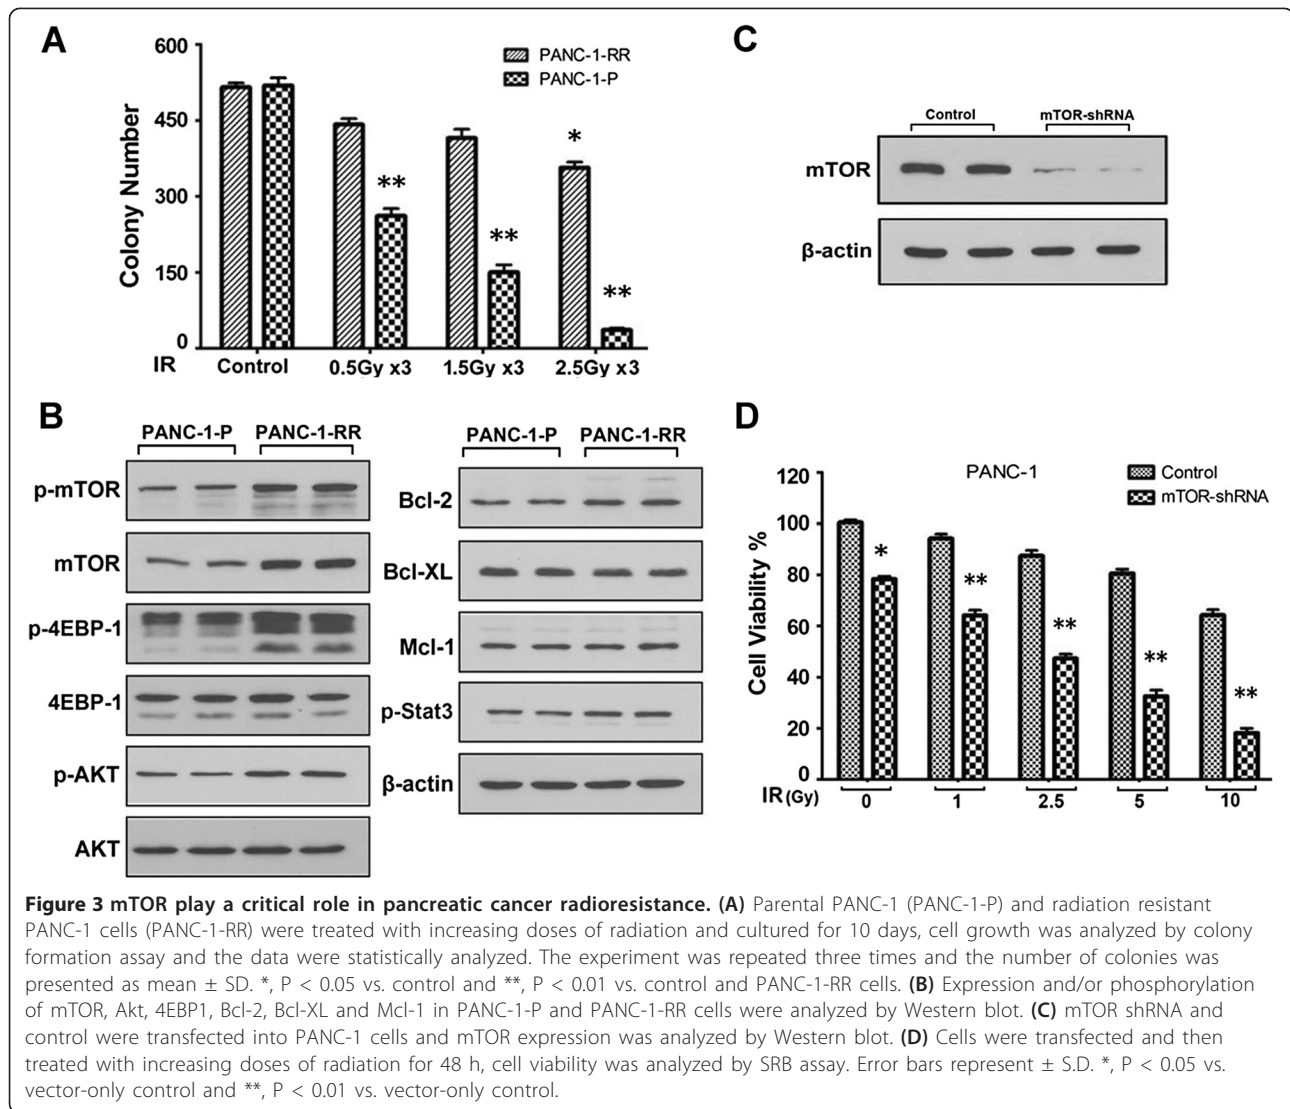 A
600
450
300
150
0
Colony Number
PANC-1-RR
PANC-1-P
**
**
*
**
IR
Control
0.5Gy x3
1.5Gy x3
2.5Gy x3
C
Control
mTOR-shRNA
mTOR
β-actin
B
PANC-1-P
PANC-1-RR
p-mTOR
mTOR
p-4EBP-1
4EBP-1
p-AKT
AKT
PANC-1-P
PANC-1-RR
Bcl-2
Bcl-XL
Mcl-1
p-Stat3
β-actin
D
PANC-1
Control
mTOR-shRNA
120
100
80
60
40
20
0
Cell Viability %
*
**
**
**
**
IR(Gy)
0
1
2.5
5
10
Figure 3 mTOR play a critical role in pancreatic cancer radioresistance. (A) Parental PANC-1 (PANC-1-P) and radiation resistant
PANC-1 cells (PANC-1-RR) were treated with increasing doses of radiation and cultured for 10 days, cell growth was analyzed by colony
formation assay and the data were statistically analyzed. The experiment was repeated three times and the number of colonies was
presented as mean ± SD. *, P < 0.05 vs. control and **, P < 0.01 vs. control and PANC-1-RR cells. (B) Expression and/or phosphorylation
of mTOR, Akt, 4EBP1, Bcl-2, Bcl-XL and Mcl-1 in PANC-1-P and PANC-1-RR cells were analyzed by Western blot. (C) mTOR shRNA and
control were transfected into PANC-1 cells and mTOR expression was analyzed by Western blot. (D) Cells were transfected and then
treated with increasing doses of radiation for 48 h, cell viability was analyzed by SRB assay. Error bars represent ± S.D. *, P < 0.05 vs.
vector-only control and **, P < 0.01 vs. vector-only control.